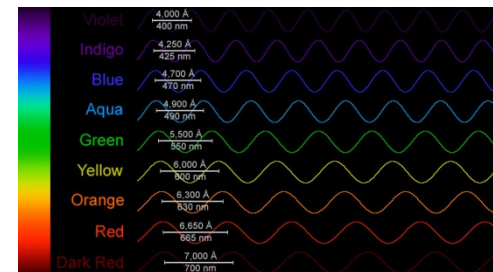 Violet 4,000 Å
400 nm
Indigo 4,250 Å
425 nm
Blue 4,700 Å
470 nm
Aqua 4,900 Å
490 nm
Green 5,500 Å
550 nm
Yellow 6,000 Å
600 nm
Orange 6,300 Å
630 nm
Red 6,650 Å
665 nm
Dark Red 7,000 Å
700 nm